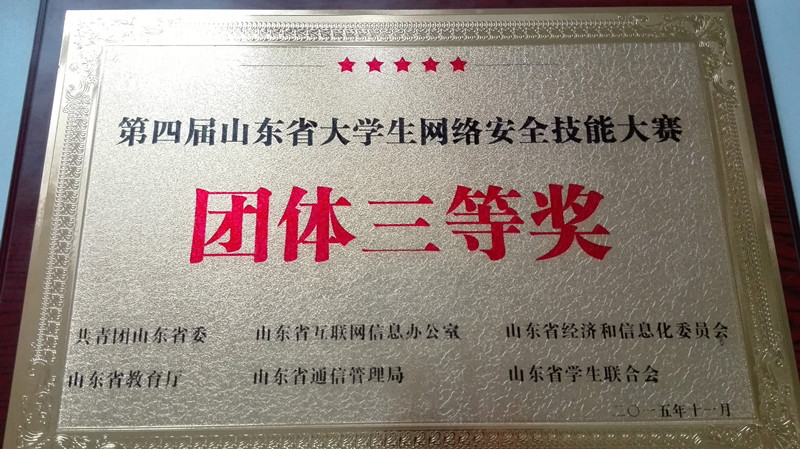 第四届山东省大学生网络安全技能大赛
团体三等奖
共青团山东省委 山东省互联网信息办公室 山东省经济和信息化委员会
山东省教育厅 山东省通信管理局 山东省学生联合会
二〇一五年十一月